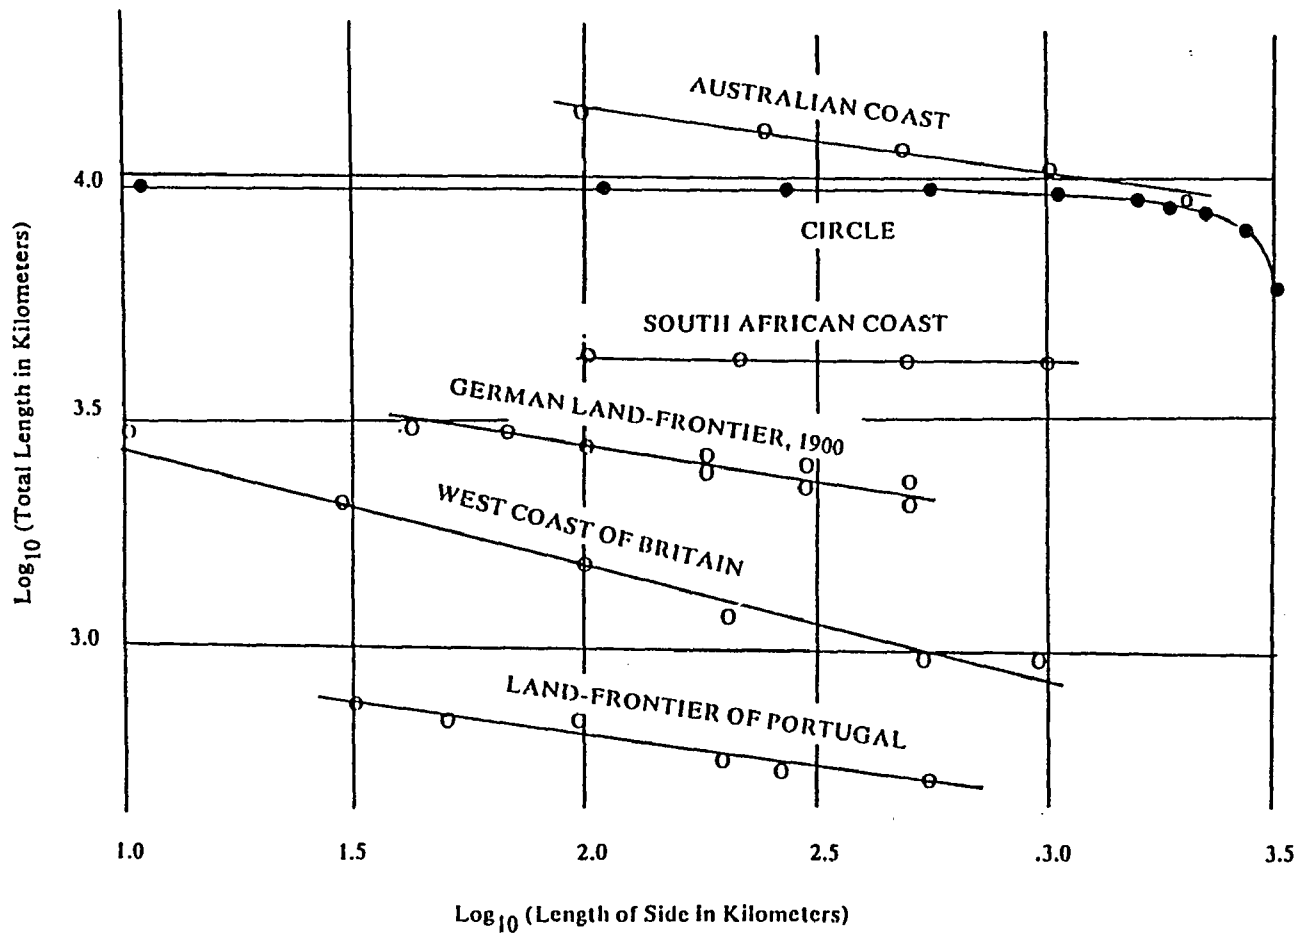 AUSTRALIAN COAST
4.0
CIRCLE
SOUTH AFRICAN COAST
GERMAN LAND-FRONTIER, 1900
3.5
WEST COAST OF BRITAIN
3.0
LAND-FRONTIER OF PORTUGAL
1.0 1.5 2.0 2.5 .3.0 3.5
Log10 (Length of Side In Kilometers)
Log10 (Total Length in Kilometers)